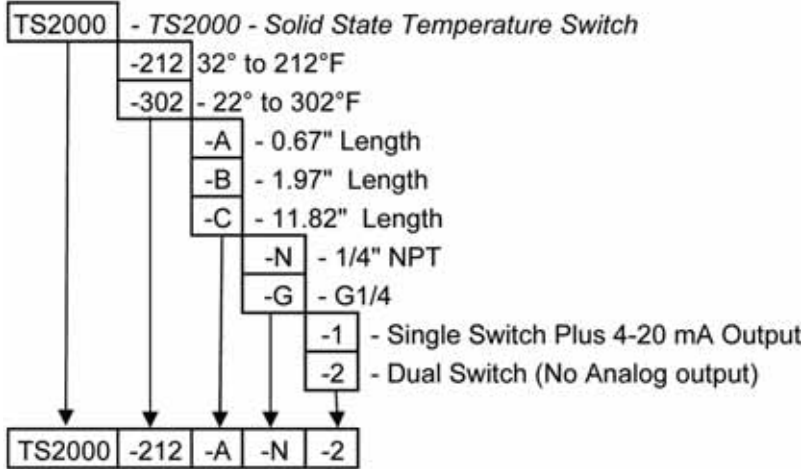 TS2000 - TS2000 - Solid State Temperature Switch
-212 32° to 212°F
-302 - 22° to 302°F
-A - 0.67" Length
-B - 1.97" Length
-C - 11.82" Length
-N - 1/4" NPT
-G - G1/4
-1 - Single Switch Plus 4-20 mA Output
-2 - Dual Switch (No Analog output)
TS2000 -212 -A -N -2